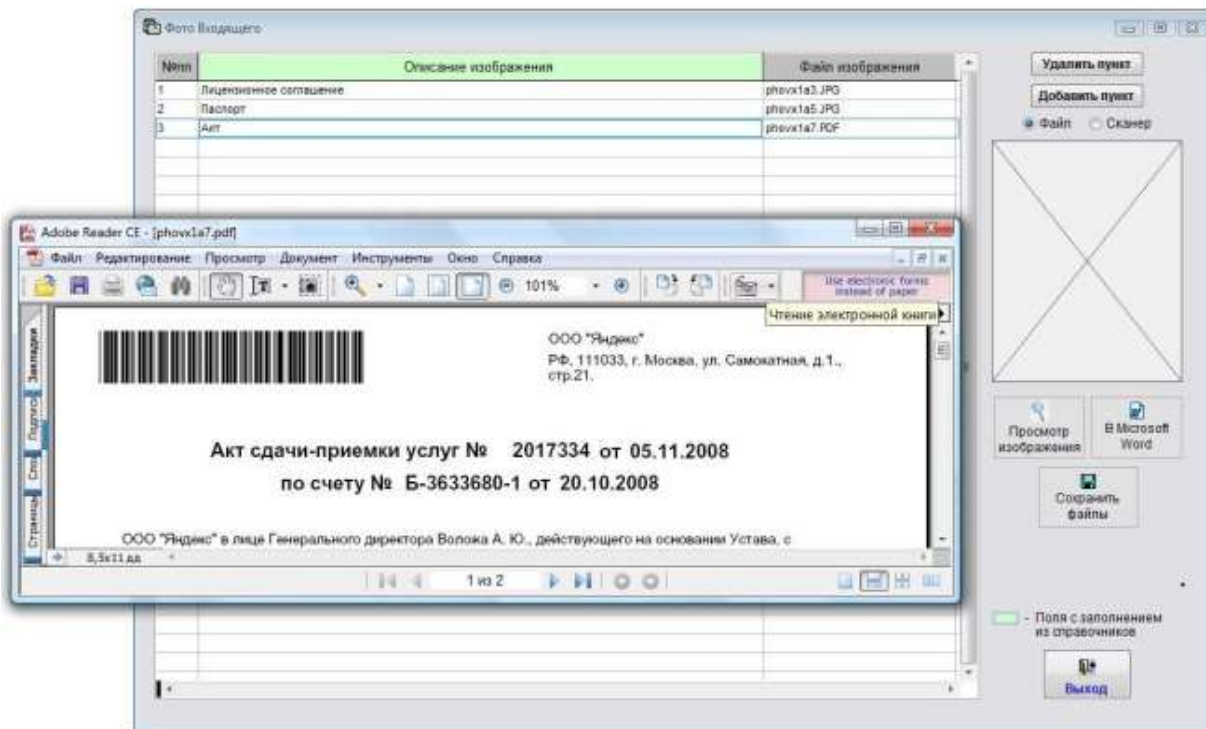 Фото Входящего
№пп Описание изображения Файл изображения
1 Лицензионное соглашение phovx1a3.JPG
2 Паспорт phovx1a5.JPG
3 Акт phovx1a7.PDF
Удалить пункт
Добавить пункт
Файл Сканер
Adobe Reader CE - [phovx1a7.pdf]
Файл Редактирование Просмотр Документ Инструменты Окно Справка
101%
Use electronic forms
instead of paper
Чтение электронной книги
Закладки
Страницы
ООО "Яндекс"
РФ, 111033, г. Москва, ул. Самокатная, д.1.,
стр.21.
Акт сдачи-приемки услуг № 2017334 от 05.11.2008
по счету № Б-3633680-1 от 20.10.2008
ООО "Яндекс" в лице Генерального директора Воложа А. Ю., действующего на основании Устава, с
8,5x11 дд
1 из 2
Просмотр
изображения
В Microsoft
Word
Сохранить
файлы
- Поля с заполнением
из справочников
Выход